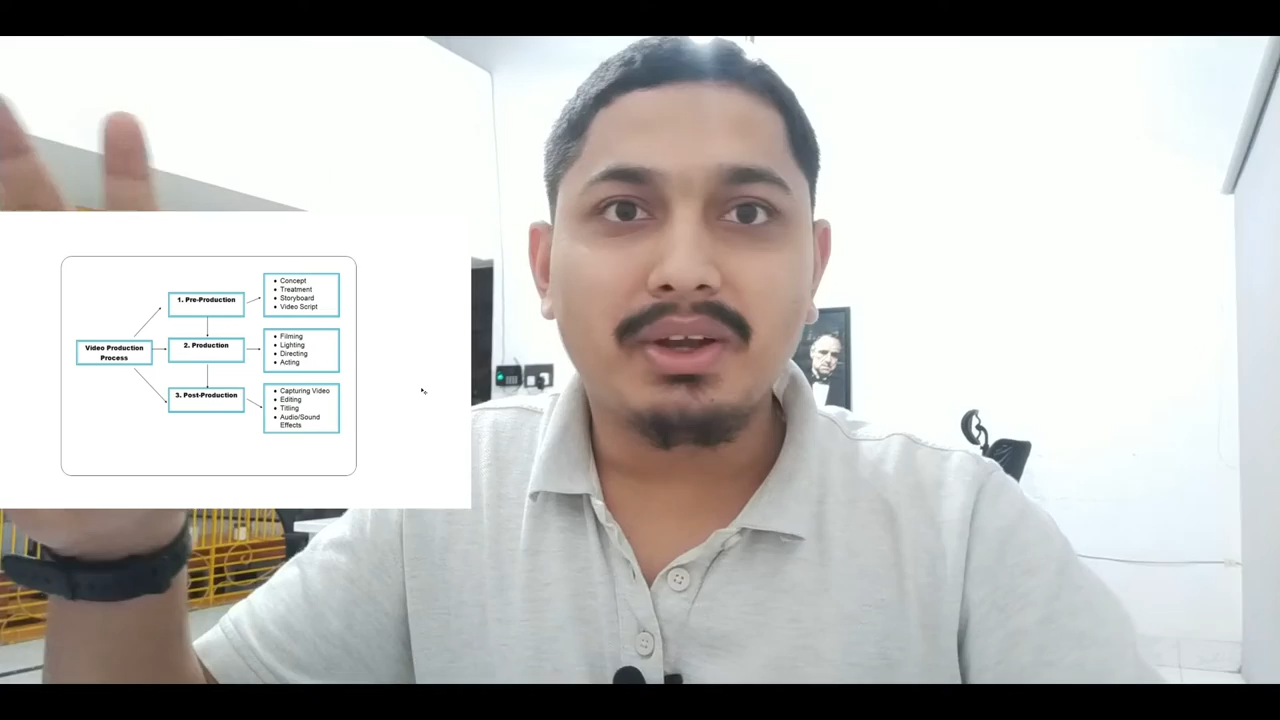 Video Production
Process
1. Pre-Production
Concept
Treatment
Storyboard
Video Script
2. Production
Filming
Lighting
Directing
Acting
3. Post-Production
Capturing Video
Editing
Titling
Audio/Sound
Effects